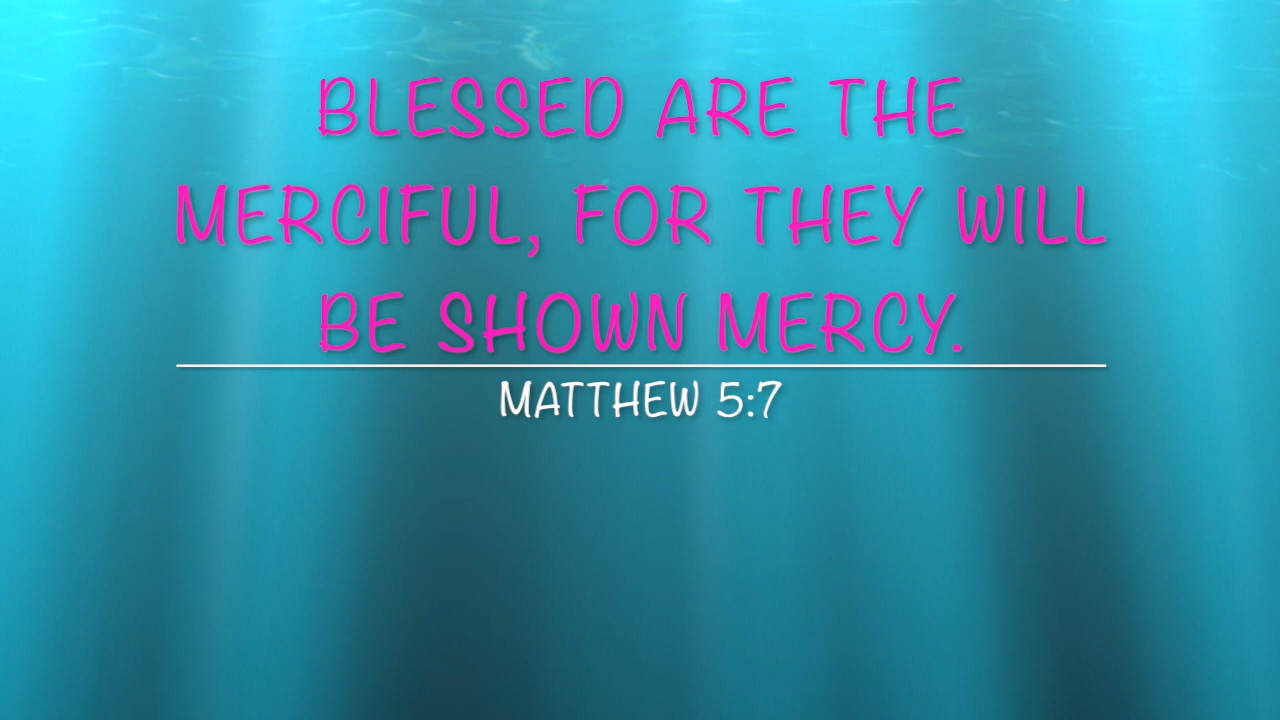 BLESSED ARE THE
MERCIFUL, FOR THEY WILL
BE SHOWN MERCY.
MATTHEW 5:7